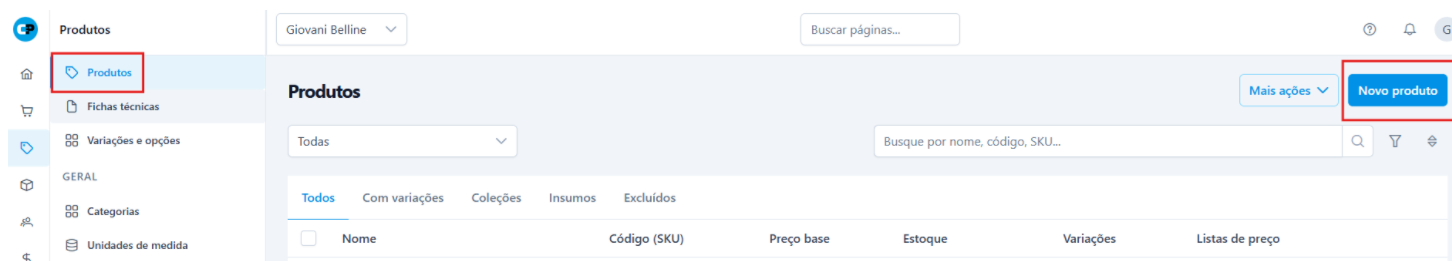 CP
Produtos
Giovani Belline
Buscar páginas...
G
Produtos
Fichas técnicas
Variações e opções
GERAL
Categorias
Unidades de medida
Produtos
Mais ações
Novo produto
Todas
Busque por nome, código, SKU...
Todos Com variações Coleções Insumos Excluídos
Nome Código (SKU) Preço base Estoque Variações Listas de preço